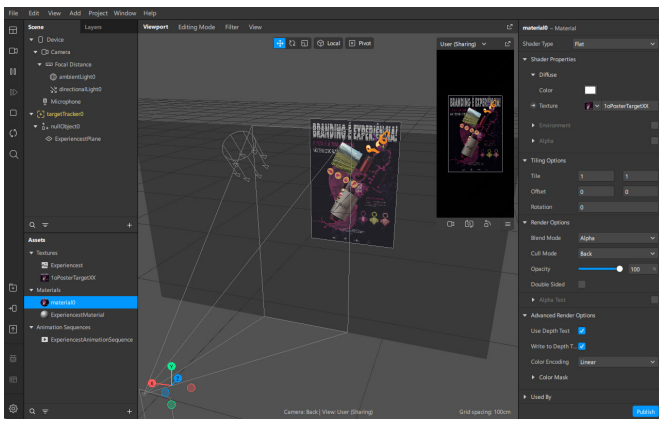 File Edit View Add Project Window Help
Scene Layers
Device
Camera
Focal Distance
ambientLight0
directionalLight0
Microphone
targetTracker0
nullObject0
ExperiencestPlane
Assets
Textures
Experiencest
1oPosterTargetXX
Materials
material0
ExperiencestMaterial
Animation Sequences
ExperiencestAnimationSequence
Viewport Editing Mode Filter View
Local Pivot
User (Sharing)
BRANDING É EXPERIÊNCIA!
BRANDING É EXPERIÊNCIA!
Camera: Back | View: User (Sharing) Grid spacing: 100cm
material0 – Material
Shader Type Flat
Shader Properties
Diffuse
Color
Texture 1oPosterTargetXX
Environment
Alpha
Tiling Options
Tile 1 1
Offset 0 0
Rotation 0
Render Options
Blend Mode Alpha
Cull Mode Back
Opacity 100 %
Double Sided
Alpha Test
Advanced Render Options
Use Depth Test
Write to Depth T...
Color Encoding Linear
Color Mask
Used By
Publish